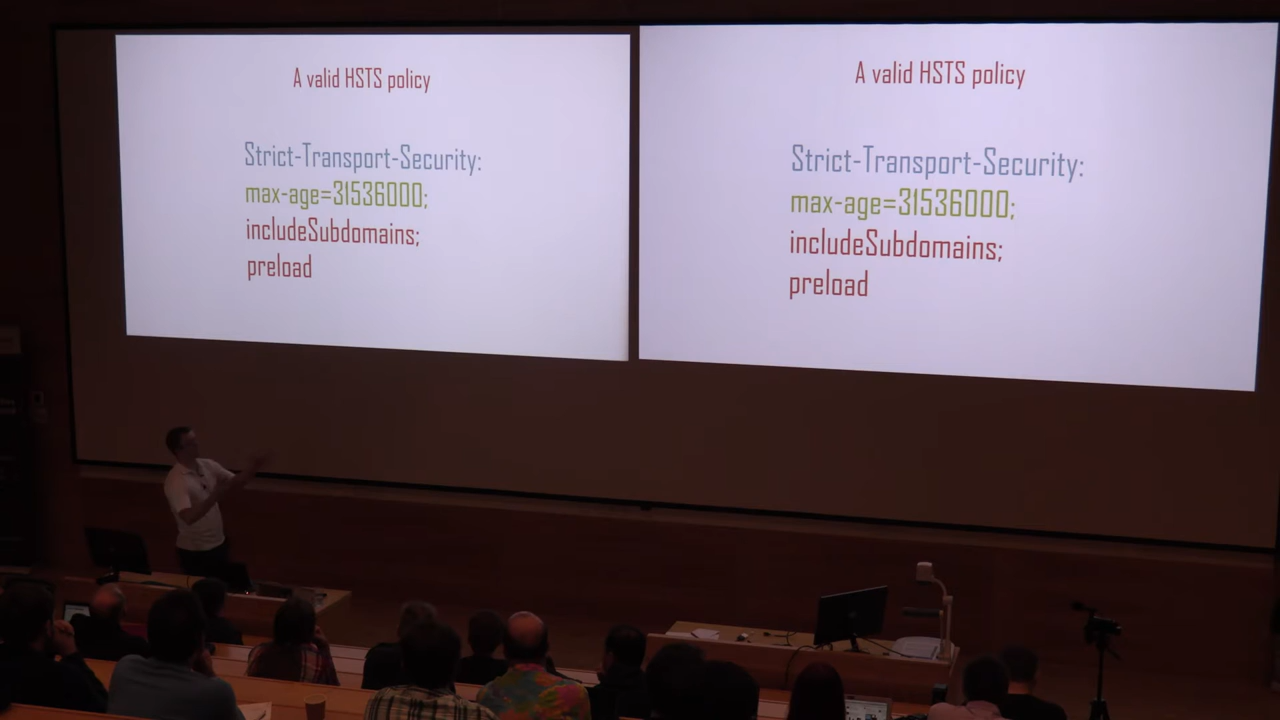 A valid HSTS policy
Strict-Transport-Security:
max-age=31536000;
includeSubdomains;
preload
A valid HSTS policy
Strict-Transport-Security:
max-age=31536000;
includeSubdomains;
preload